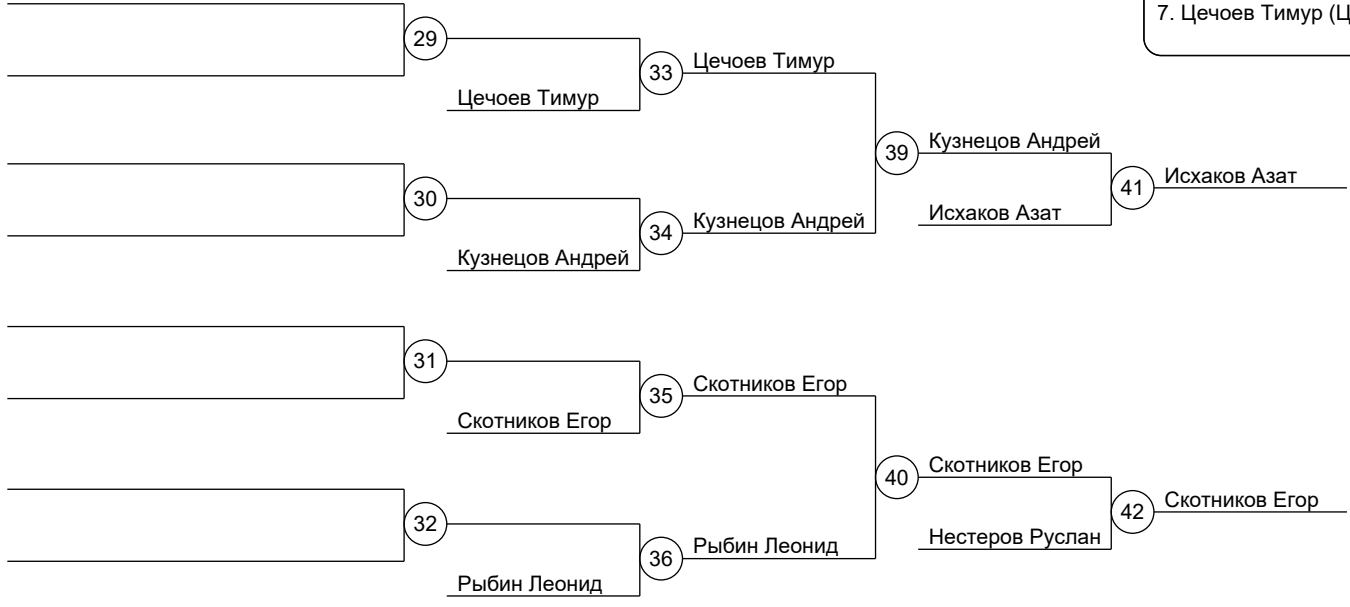 7. Цечоев Тимур (Ц
29
33
Цечоев Тимур
Цечоев Тимур
39
Кузнецов Андрей
30
34
Кузнецов Андрей
Кузнецов Андрей
Исхаков Азат
41
Исхаков Азат
31
35
Скотников Егор
Скотников Егор
40
Скотников Егор
32
36
Рыбин Леонид
Рыбин Леонид
Нестеров Руслан
42
Скотников Егор